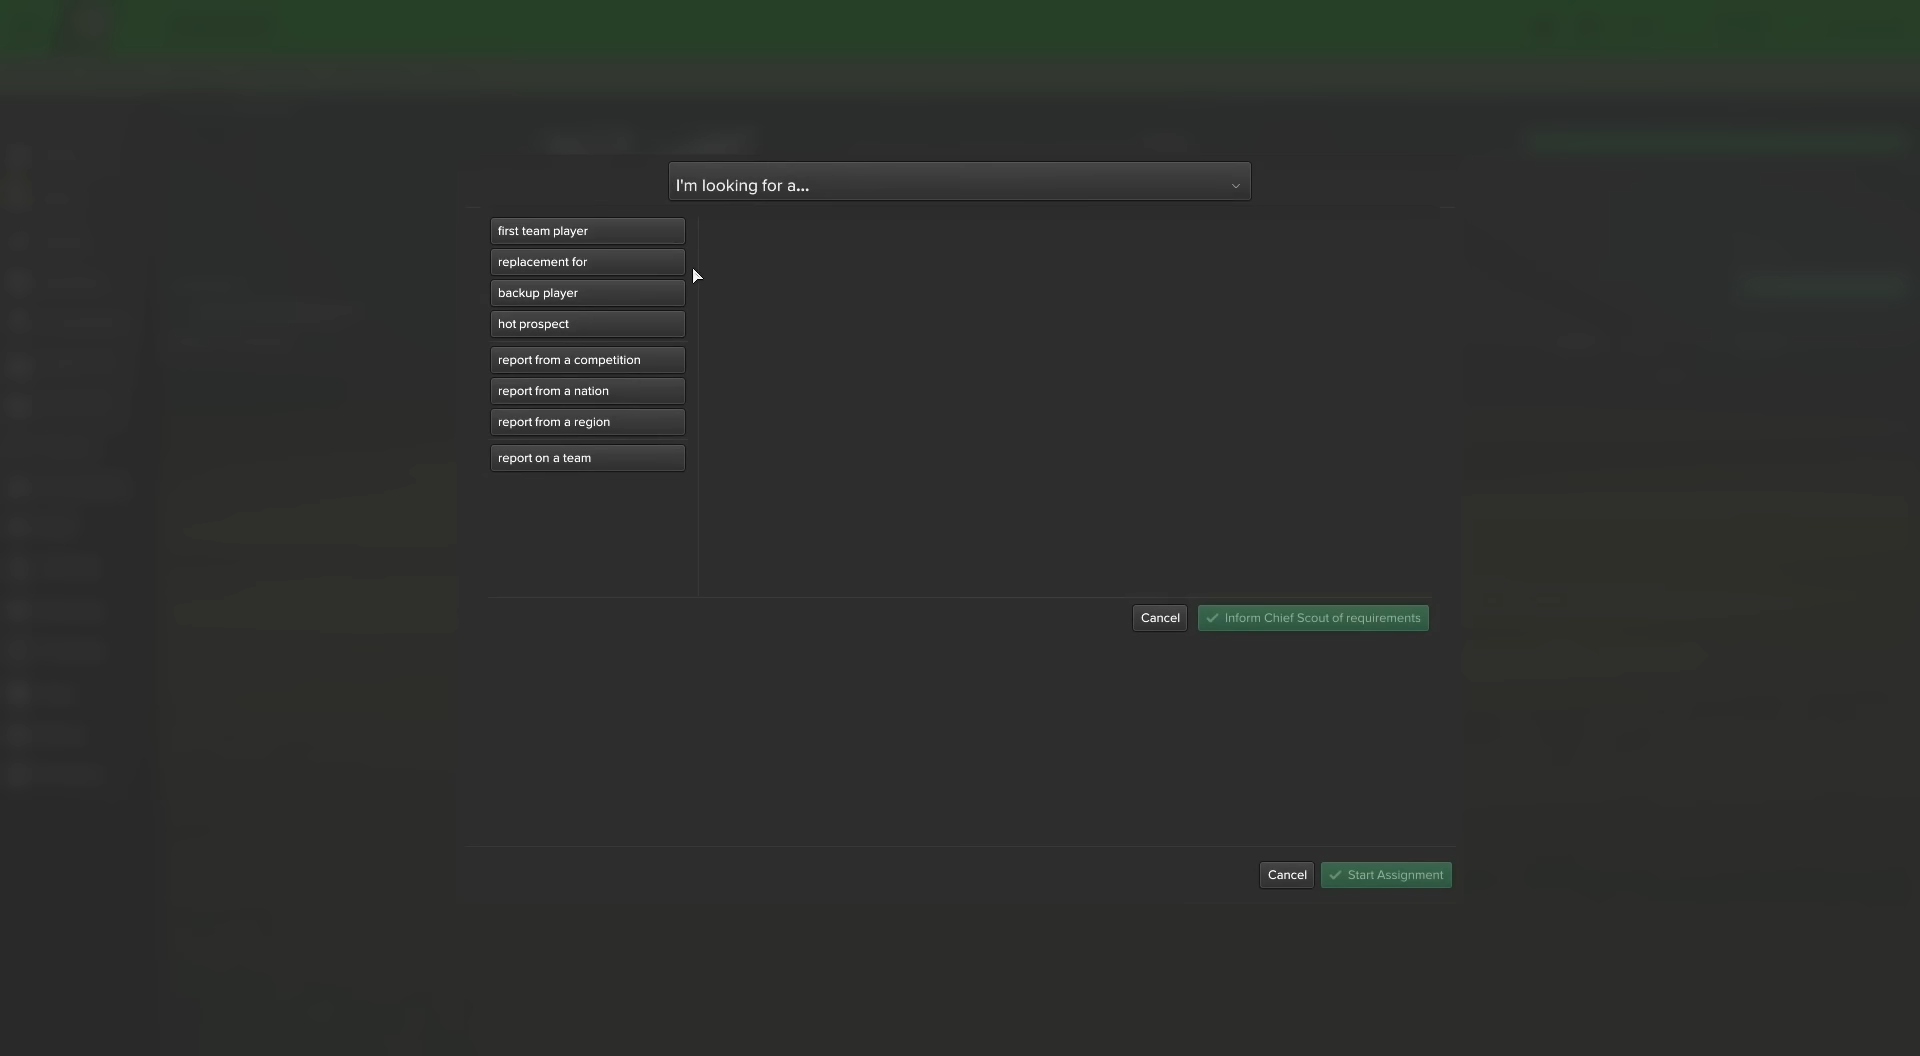 I'm looking for a...
first team player
replacement for
backup player
hot prospect
report from a competition
report from a nation
report from a region
report on a team
Cancel
Inform Chief Scout of requirements
Cancel
Start Assignment